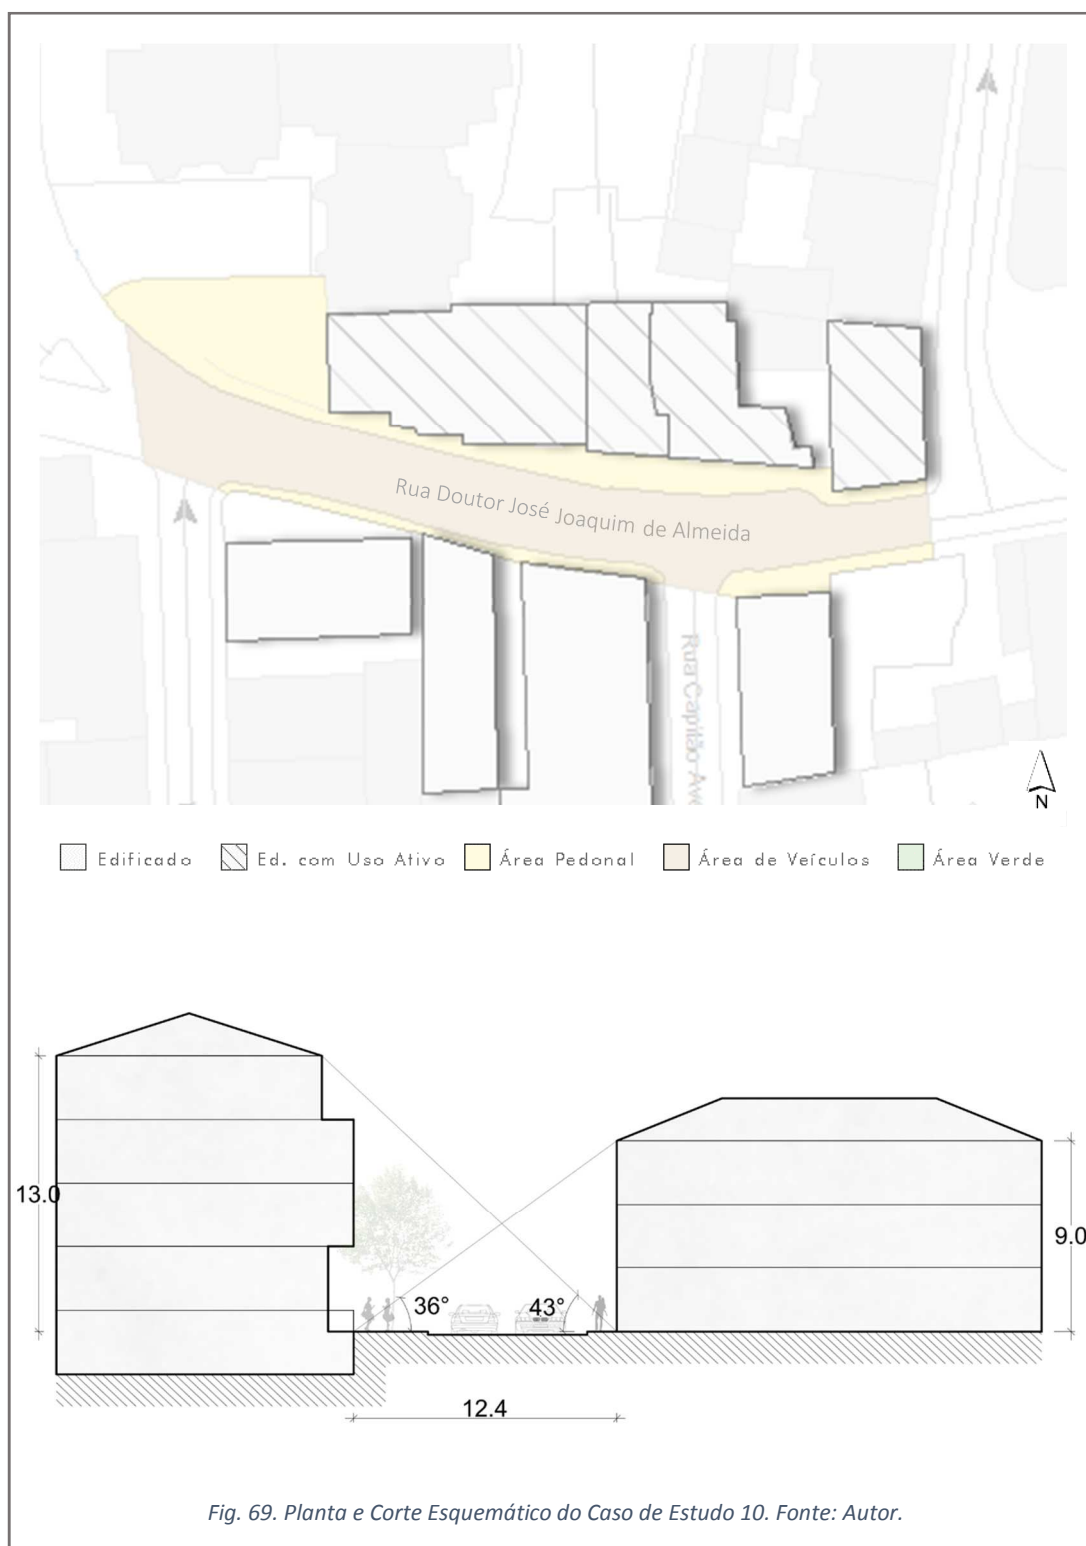 Rua Doutor José Joaquim de Almeida
Rua Capitão
N
Edificado
Ed. com Uso Ativo
Área Pedonal
Área de Veículos
Área Verde
13.0
36°
43°
9.0
12.4
Fig. 69. Planta e Corte Esquemático do Caso de Estudo 10. Fonte: Autor.